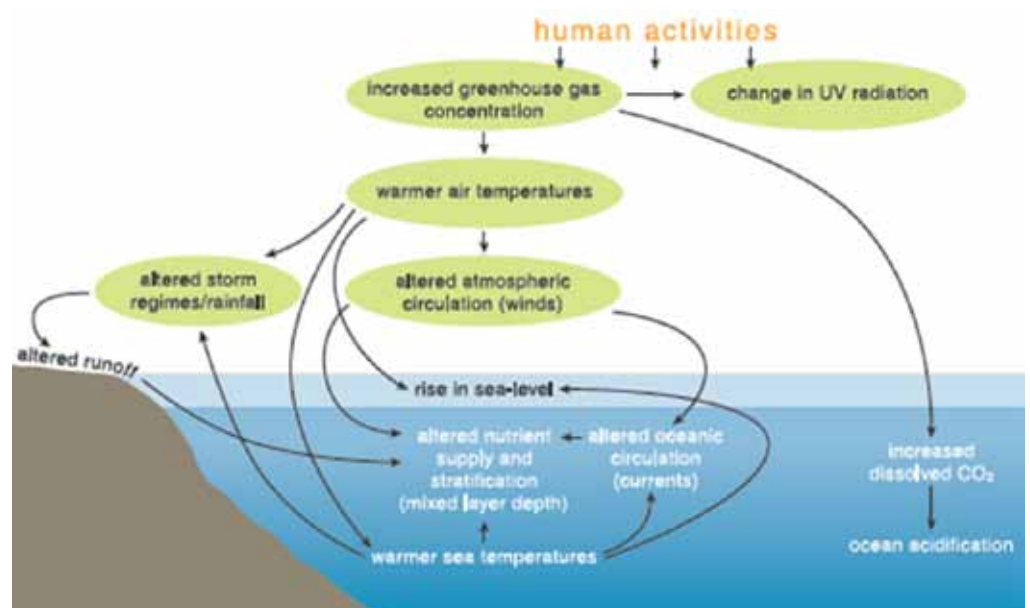 human activities
increased greenhouse gas
concentration
change in UV radiation
warmer air temperatures
altered storm
regimes/rainfall
altered atmospheric
circulation (winds)
altered runoff
rise in sea-level
altered nutrient
supply and
stratification
(mixed layer depth)
altered oceanic
circulation
(currents)
increased
dissolved CO₂
warmer sea temperatures
ocean acidification